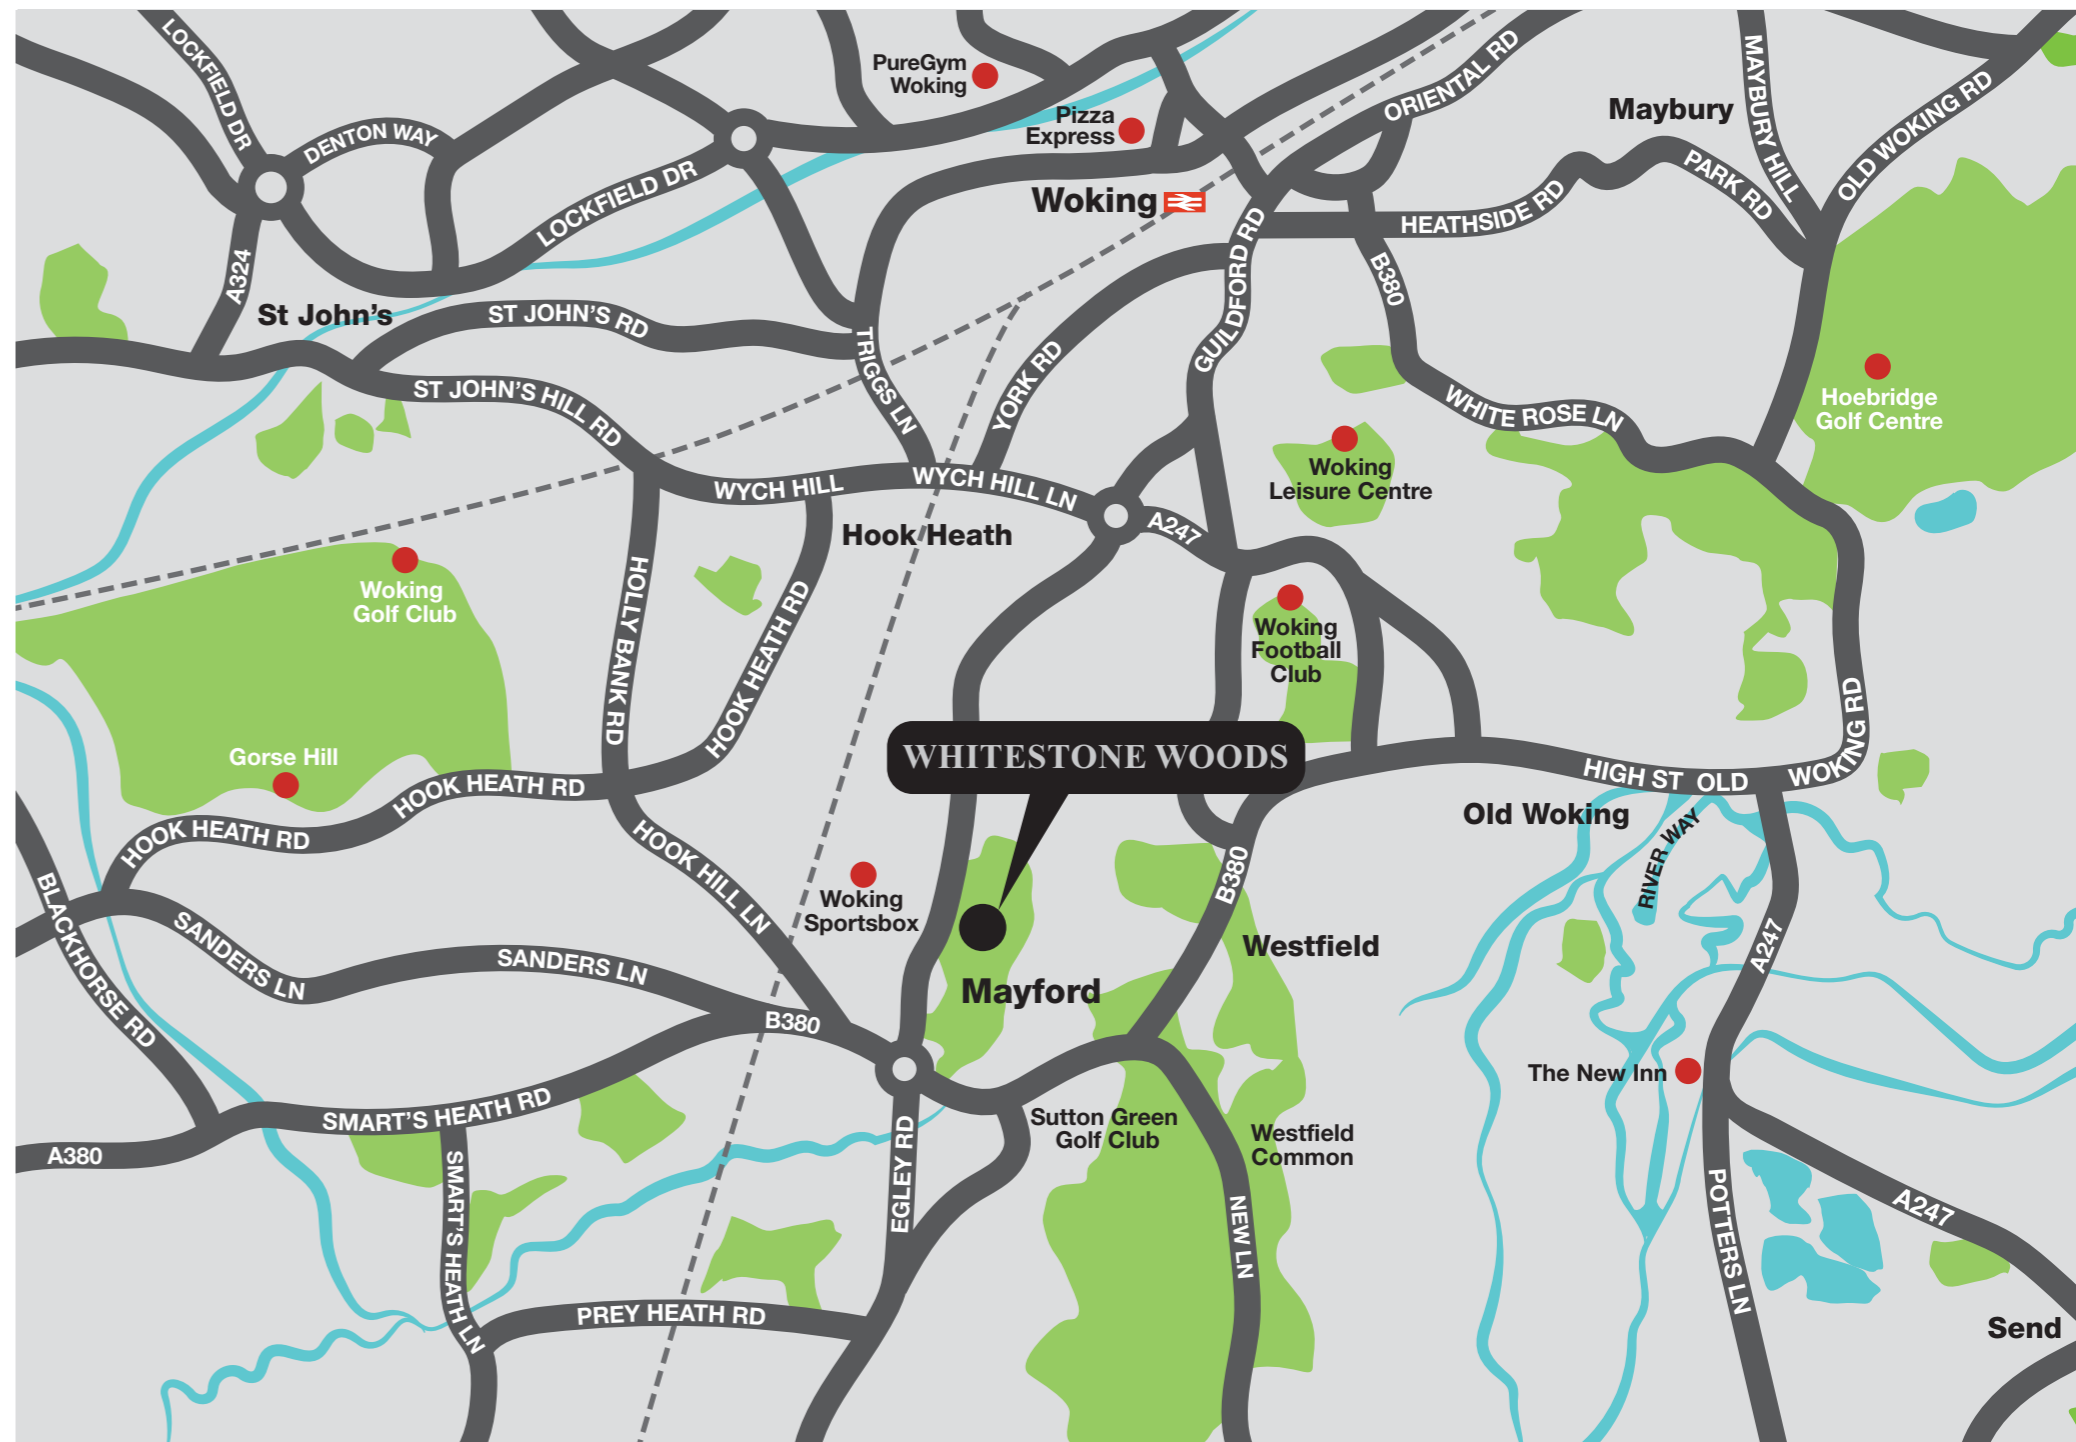 LOCKFIELD DR
PureGym
Woking
ORIENTAL RD
MAYBURY HILL
OLD WOKING RD
Maybury
Pizza
Express
DENTON WAY
PARK RD
LOCKFIELD DR
Woking
HEATHSIDE RD
GUILDFORD RD
A324
B380
St John's
ST JOHN'S RD
TRIGGS LN
YORK RD
Hoebridge
Golf Centre
ST JOHN'S HILL RD
WHITE ROSE LN
Woking
Leisure Centre
WYCH HILL
WYCH HILL LN
A247
Hook Heath
Woking
Golf Club
HOLLY BANK RD
HOOK HEATH RD
Woking
Football
Club
WHITESTONE WOODS
Gorse Hill
HOOK HEATH RD
HIGH ST OLD
WOKING RD
Old Woking
HOOK HEATH RD
RIVER WAY
HOOK HILL LN
B380
Woking
Sportsbox
BLACKHORSE RD
SANDERS LN
SANDERS LN
Westfield
A247
Mayford
B380
The New Inn
SMART'S HEATH RD
Sutton Green
Golf Club
Westfield
Common
A380
SMART'S HEATH LN
EGLEY RD
NEW LN
POTTERS LN
A247
PREY HEATH RD
Send